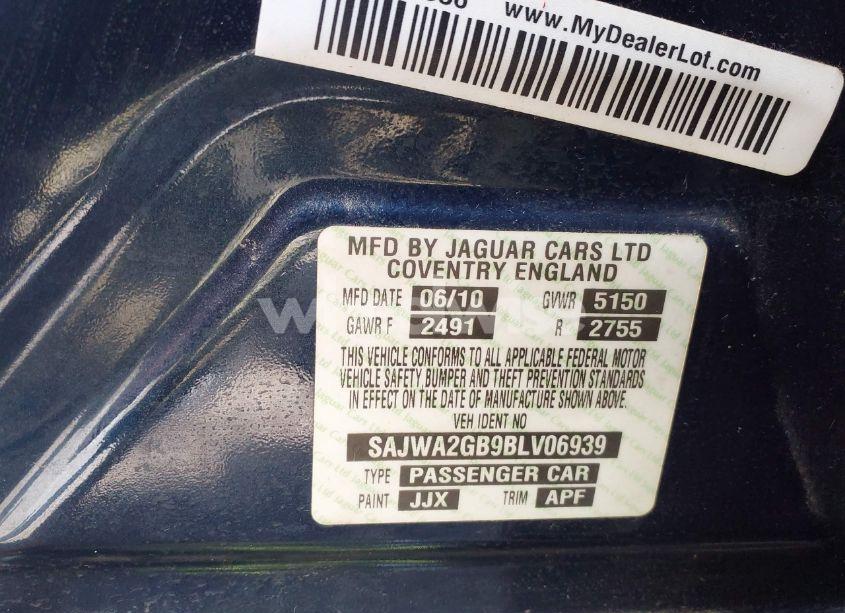 www.MyDealerLot.com
MFD BY JAGUAR CARS LTD
COVENTRY ENGLAND
MFD DATE 06/10 GVWR 5150
GAWR F 2491 R 2755
THIS VEHICLE CONFORMS TO ALL APPLICABLE FEDERAL MOTOR
VEHICLE SAFETY, BUMPER AND THEFT PREVENTION STANDARDS
IN EFFECT ON THE DATE OF MANUFACTURE SHOWN ABOVE.
VEH IDENT NO
SAJWA2GB9BLV06939
TYPE PASSENGER CAR
PAINT JJX TRIM APF